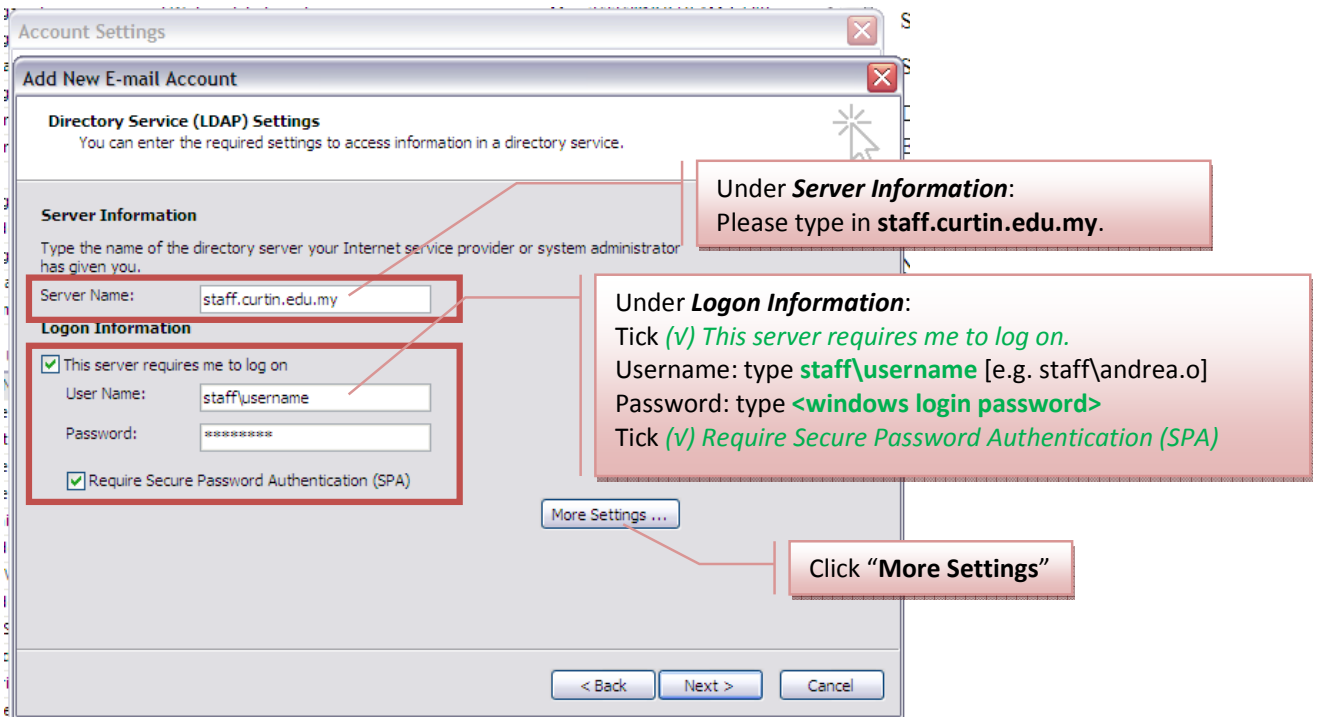 Account Settings
Add New E-mail Account
Directory Service (LDAP) Settings
You can enter the required settings to access information in a directory service.
Under Server Information:
Please type in staff.curtin.edu.my.
Server Information
Type the name of the directory server your Internet service provider or system administrator
has given you.
Server Name: staff.curtin.edu.my
Under Logon Information:
Tick (√) This server requires me to log on.
Username: type staff\username [e.g. staff\andrea.o]
Password: type <windows login password>
Tick (√) Require Secure Password Authentication (SPA)
Logon Information
This server requires me to log on
User Name: staff\username
Password: ********
Require Secure Password Authentication (SPA)
More Settings ...
Click “More Settings”
< Back Next > Cancel